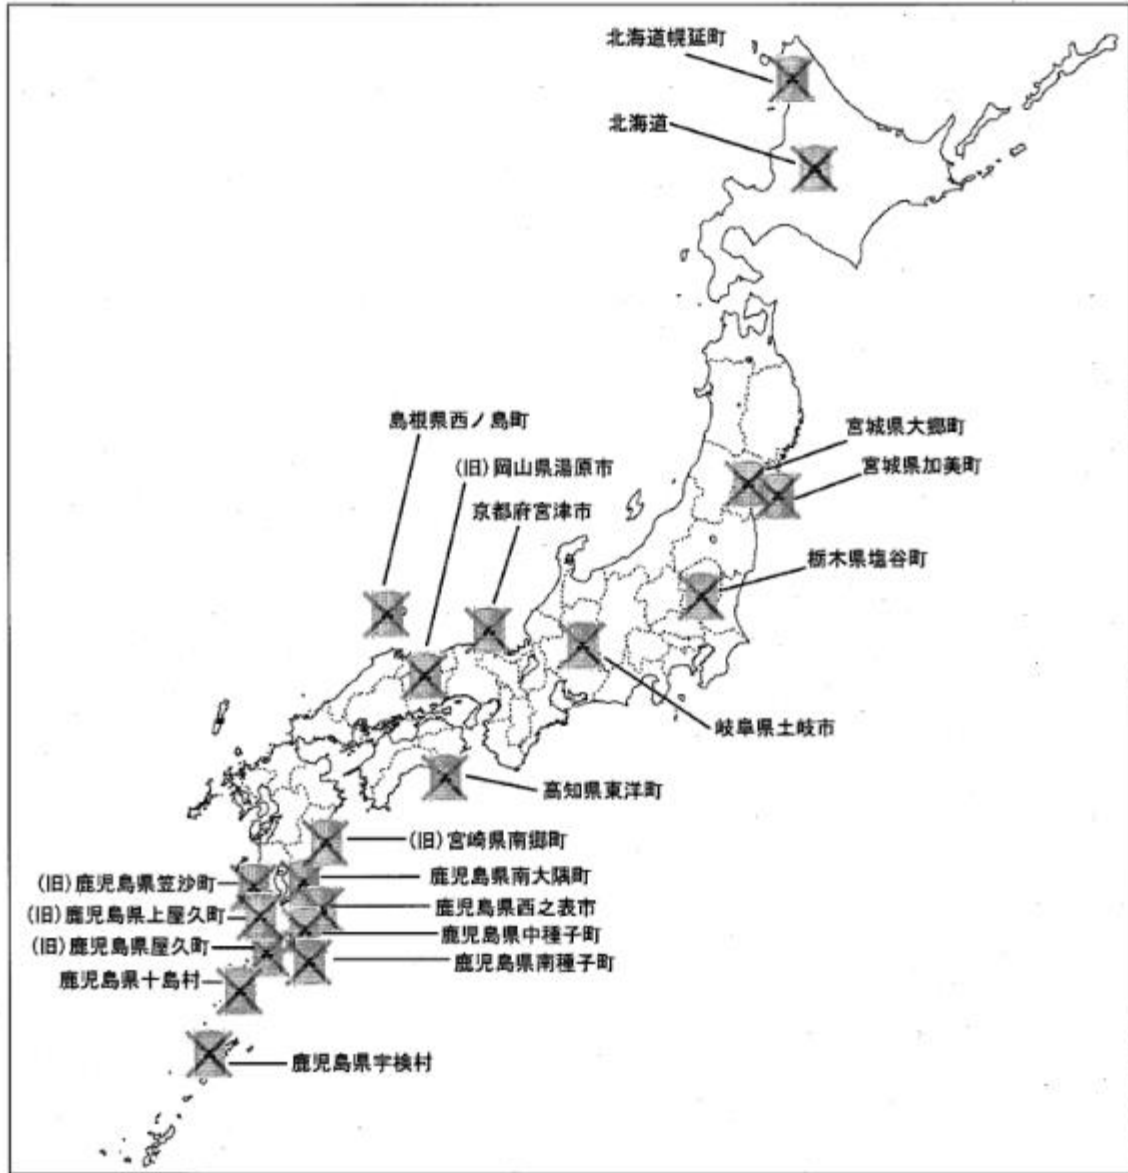 北海道幌延町
北海道
島根県西ノ島町
(旧)岡山県湯原市
京都府宮津市
宮城県大郷町
宮城県加美町
栃木県塩谷町
岐阜県土岐市
高知県東洋町
(旧)宮崎県南郷町
(旧)鹿児島県笠沙町
鹿児島県南大隅町
(旧)鹿児島県上屋久町
鹿児島県西之表市
鹿児島県中種子町
(旧)鹿児島県屋久町
鹿児島県南種子町
鹿児島県十島村
鹿児島県宇検村